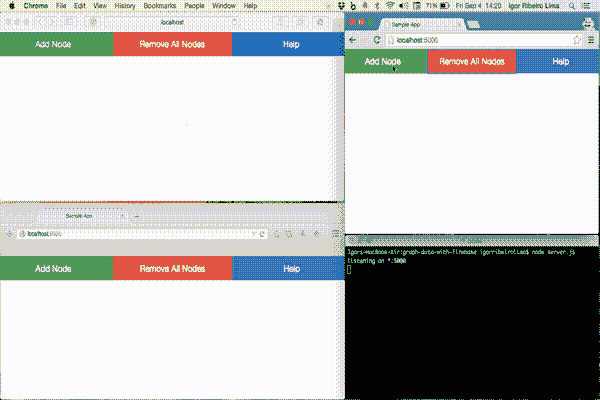 Chrome File Edit View History Bookmarks People Window Help 71% Fri Sep 4 14:20 Igor Ribeiro Lima
localhost
Add Node Remove All Nodes Help
Sample App
localhost:5000
Add Node Remove All Nodes Help
Sample App
localhost:5000
Add Node Remove All Nodes Help
Igors-MacBook-Air:graph-data-with-firebase igorribeirolima$ node server.js
listening on *:5000